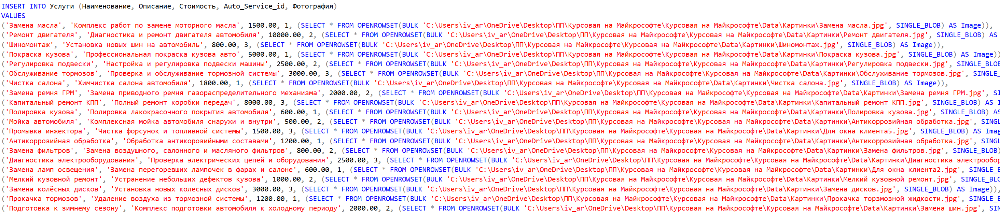 INSERT INTO Услуги (Наименование, Описание, Стоимость, Auto_Service_id, Фотография)
VALUES
('Замена масла', 'Комплекс работ по замене моторного масла', 1500.00, 1, (SELECT * FROM OPENROWSET(BULK 'C:\Users\iv_ar\OneDrive\Desktop\ПП\Курсовая на Майкрософте\Курсовая на Майкрософте\Data\Картинки\Замена масла.jpg', SINGLE_BLOB) AS Image)),
('Ремонт двигателя', 'Диагностика и ремонт двигателя автомобиля', 10000.00, 2, (SELECT * FROM OPENROWSET(BULK 'C:\Users\iv_ar\OneDrive\Desktop\ПП\Курсовая на Майкрософте\Курсовая на Майкрософте\Data\Картинки\Ремонт двигателя.jpg', SINGLE_BLOB) AS
('Шиномонтаж', 'Установка новых шин на автомобиль', 800.00, 3, (SELECT * FROM OPENROWSET(BULK 'C:\Users\iv_ar\OneDrive\Desktop\ПП\Курсовая на Майкрософте\Курсовая на Майкрософте\Data\Картинки\Шиномонтаж.jpg', SINGLE_BLOB) AS Image)),
('Покраска кузова', 'Профессиональная покраска кузова авто', 5000.00, 1, (SELECT * FROM OPENROWSET(BULK 'C:\Users\iv_ar\OneDrive\Desktop\ПП\Курсовая на Майкрософте\Курсовая на Майкрософте\Data\Картинки\Покраска кузова.jpg', SINGLE_BLOB) AS Image))
('Регулировка подвески', 'Настройка и регулировка подвески машины', 2500.00, 2, (SELECT * FROM OPENROWSET(BULK 'C:\Users\iv_ar\OneDrive\Desktop\ПП\Курсовая на Майкрософте\Курсовая на Майкрософте\Data\Картинки\Регулировка подвески.jpg', SINGLE_BLOB
('Обслуживание тормозов', 'Проверка и обслуживание тормозной системы', 3000.00, 3, (SELECT * FROM OPENROWSET(BULK 'C:\Users\iv_ar\OneDrive\Desktop\ПП\Курсовая на Майкрософте\Курсовая на Майкрософте\Data\Картинки\Обслуживание тормозов.jpg', SINGLE_
('Чистка салона', 'Химчистка салона автомобиля', 1800.00, 1, (SELECT * FROM OPENROWSET(BULK 'C:\Users\iv_ar\OneDrive\Desktop\ПП\Курсовая на Майкрософте\Курсовая на Майкрософте\Data\Картинки\Чистка салона.jpg', SINGLE_BLOB) AS Image)),
('Замена ремня ГРМ', 'Замена приводного ремня газораспределительного механизма', 2000.00, 2, (SELECT * FROM OPENROWSET(BULK 'C:\Users\iv_ar\OneDrive\Desktop\ПП\Курсовая на Майкрософте\Курсовая на Майкрософте\Data\Картинки\Замена ремня ГРМ.jpg', SI
('Капитальный ремонт КПП', 'Полный ремонт коробки передач', 8000.00, 3, (SELECT * FROM OPENROWSET(BULK 'C:\Users\iv_ar\OneDrive\Desktop\ПП\Курсовая на Майкрософте\Курсовая на Майкрософте\Data\Картинки\Капитальный ремонт КПП.jpg', SINGLE_BLOB) AS I
('Полировка кузова', 'Полировка лакокрасочного покрытия автомобиля', 600.00, 1, (SELECT * FROM OPENROWSET(BULK 'C:\Users\iv_ar\OneDrive\Desktop\ПП\Курсовая на Майкрософте\Курсовая на Майкрософте\Data\Картинки\Полировка кузова.jpg', SINGLE_BLOB) AS
('Мойка автомобиля', 'Комплексная мойка автомобиля снаружи и внутри', 500.00, 2, (SELECT * FROM OPENROWSET(BULK 'C:\Users\iv_ar\OneDrive\Desktop\ПП\Курсовая на Майкрософте\Курсовая на Майкрософте\Data\Картинки\Антикоррозийная обработка.jpg', SINGL
('Промывка инжектора', 'Чистка форсунок и топливной системы', 1500.00, 3, (SELECT * FROM OPENROWSET(BULK 'C:\Users\iv_ar\OneDrive\Desktop\ПП\Курсовая на Майкрософте\Курсовая на Майкрософте\Data\Картинки\Для окна клиента5.jpg', SINGLE_BLOB) AS Imag
('Антикоррозийная обработка', 'Обработка антикорозийными составами', 1200.00, 1, (SELECT * FROM OPENROWSET(BULK 'C:\Users\iv_ar\OneDrive\Desktop\ПП\Курсовая на Майкрософте\Курсовая на Майкрософте\Data\Картинки\Антикоррозийная обработка.jpg', SINGL
('Замена фильтров', 'Замена воздушного, салонного и масляного фильтров', 800.00, 2, (SELECT * FROM OPENROWSET(BULK 'C:\Users\iv_ar\OneDrive\Desktop\ПП\Курсовая на Майкрософте\Курсовая на Майкрософте\Data\Картинки\Замена фильтров.jpg', SINGLE_BLOB)
('Диагностика электрооборудования', 'Проверка электрических цепей и оборудования', 2500.00, 3, (SELECT * FROM OPENROWSET(BULK 'C:\Users\iv_ar\OneDrive\Desktop\ПП\Курсовая на Майкрософте\Курсовая на Майкрософте\Data\Картинки\Диагностика электрообор
('Замена ламп освещения', 'Замена перегоревших лампочек в фарах и салоне', 600.00, 1, (SELECT * FROM OPENROWSET(BULK 'C:\Users\iv_ar\OneDrive\Desktop\ПП\Курсовая на Майкрософте\Курсовая на Майкрософте\Data\Картинки\Для окна клиента2.jpg', SINGLE_B
('Мелкий кузовной ремонт', 'Устранение небольших дефектов кузова', 1000.00, 2, (SELECT * FROM OPENROWSET(BULK 'C:\Users\iv_ar\OneDrive\Desktop\ПП\Курсовая на Майкрософте\Курсовая на Майкрософте\Data\Картинки\Мелкий кузовной ремонт.jpg', SINGLE_BLO
('Замена колёсных дисков', 'Установка новых колесных дисков', 3000.00, 3, (SELECT * FROM OPENROWSET(BULK 'C:\Users\iv_ar\OneDrive\Desktop\ПП\Курсовая на Майкрософте\Курсовая на Майкрософте\Data\Картинки\Замена дисков.jpg', SINGLE_BLOB) AS Image)),
('Прокачка тормозов', 'Удаление воздуха из тормозной системы', 1200.00, 1, (SELECT * FROM OPENROWSET(BULK 'C:\Users\iv_ar\OneDrive\Desktop\ПП\Курсовая на Майкрософте\Курсовая на Майкрософте\Data\Картинки\Прокачка торзмозной жидкости.jpg', SINGLE_B
('Подготовка к зимнему сезону', 'Комплекс подготовки автомобиля к холодному периоду', 2000.00, 2, (SELECT * FROM OPENROWSET(BULK 'C:\Users\iv_ar\OneDrive\Desktop\ПП\Курсовая на Майкрософте\Курсовая на Майкрософте\Data\Картинки\Замена шин.jpg', SIN